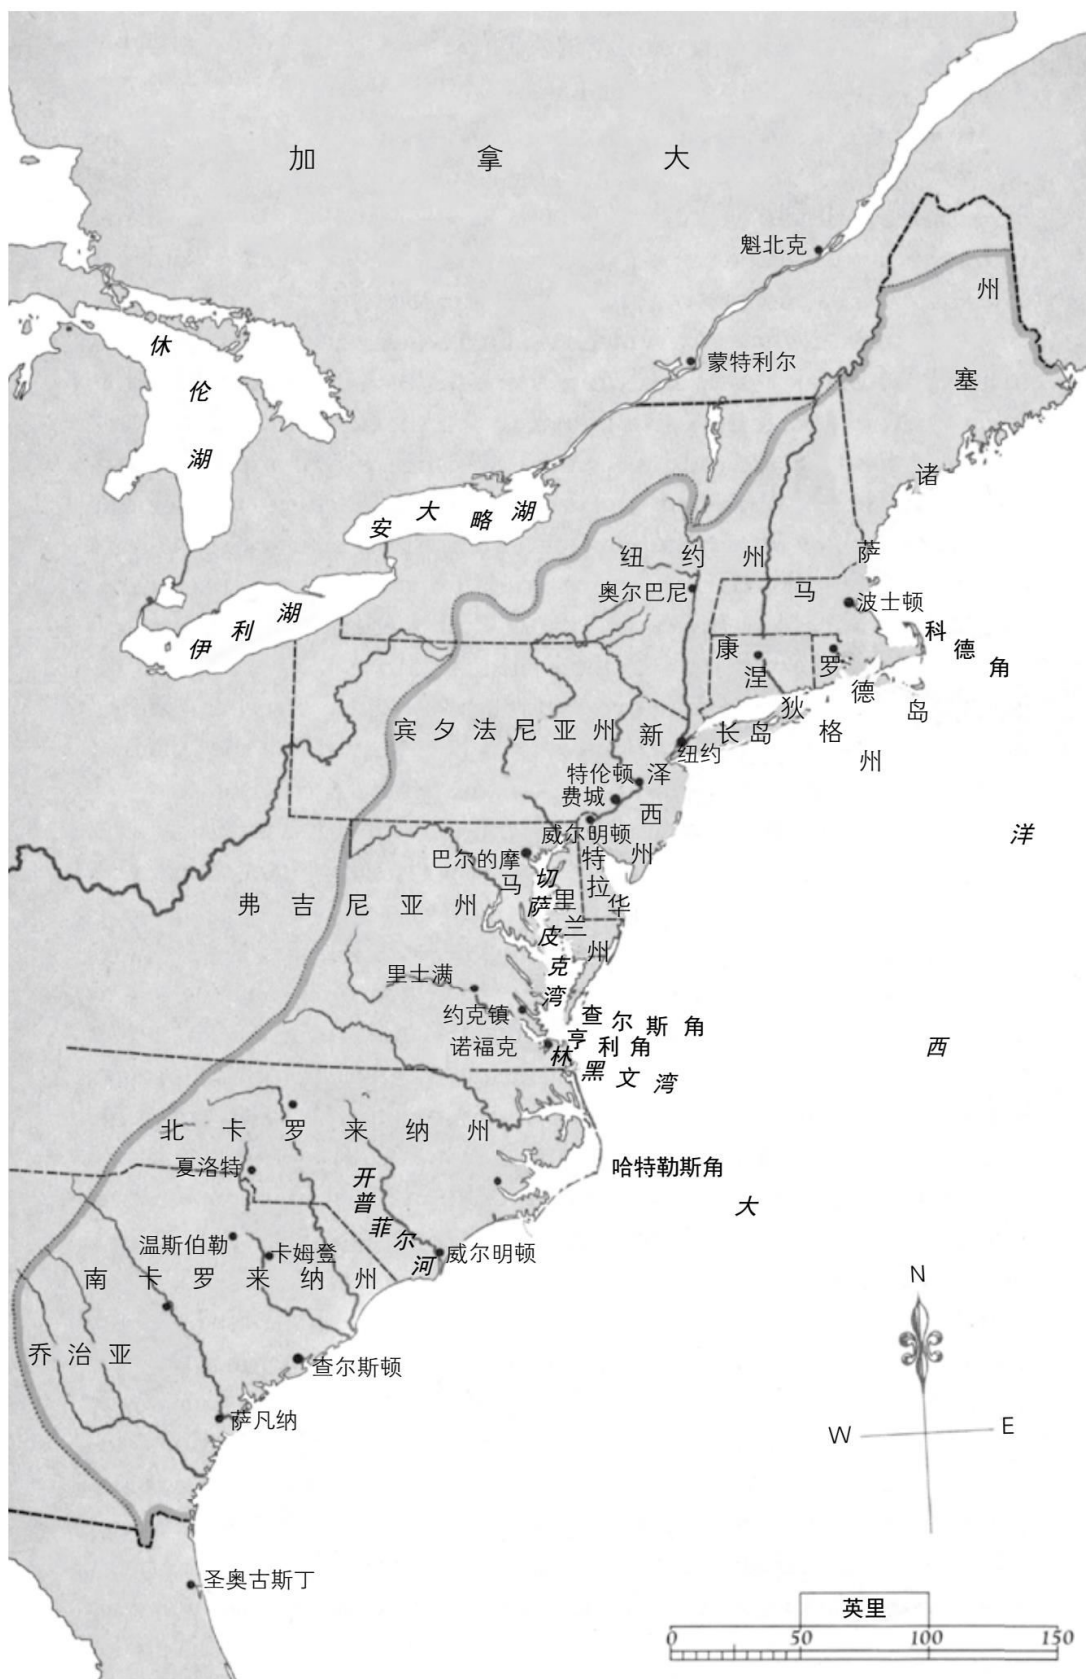 加拿大
魁北克
蒙特利尔
休伦湖
安大略湖
伊利湖
纽约州
奥尔巴尼
马萨诸塞州
波士顿
科德角
康涅狄格州
罗德岛
长岛
纽约
宾夕法尼亚州
新泽西州
特伦顿
费城
威尔明顿
巴尔的摩
马里兰州
特拉华
切萨皮克湾
弗吉尼亚州
里士满
约克镇
诺福克
查尔斯角
亨利角
林黑文湾
北卡罗来纳州
夏洛特
哈特勒斯角
开普菲尔河
威尔明顿
温斯伯勒
卡姆登
南卡罗来纳州
乔治亚
查尔斯顿
萨凡纳
圣奥古斯丁
大西洋
N
W
E
英里
0 50 100 150